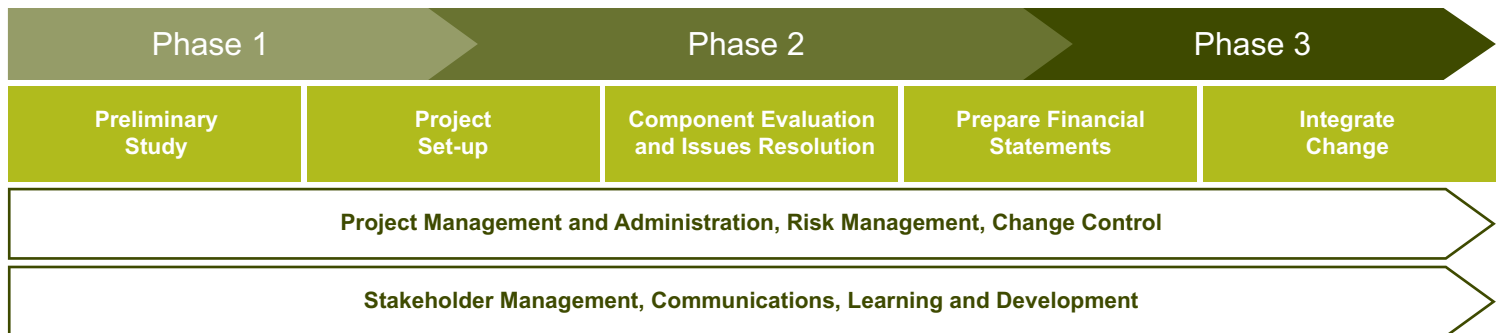 Phase 1
Phase 2
Phase 3
Preliminary
Study
Project
Set-up
Component Evaluation
and Issues Resolution
Prepare Financial
Statements
Integrate
Change
Project Management and Administration, Risk Management, Change Control
Stakeholder Management, Communications, Learning and Development